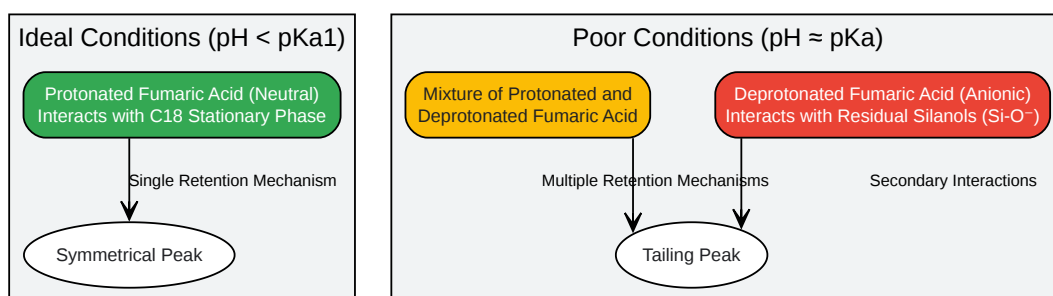 Ideal Conditions (pH < pKa1)
Protonated Fumaric Acid (Neutral)
Interacts with C18 Stationary Phase
Single Retention Mechanism
Symmetrical Peak
Poor Conditions (pH ≈ pKa)
Mixture of Protonated and
Deprotonated Fumaric Acid
Deprotonated Fumaric Acid (Anionic)
Interacts with Residual Silanols (Si-O⁻)
Multiple Retention Mechanisms
Secondary Interactions
Tailing Peak